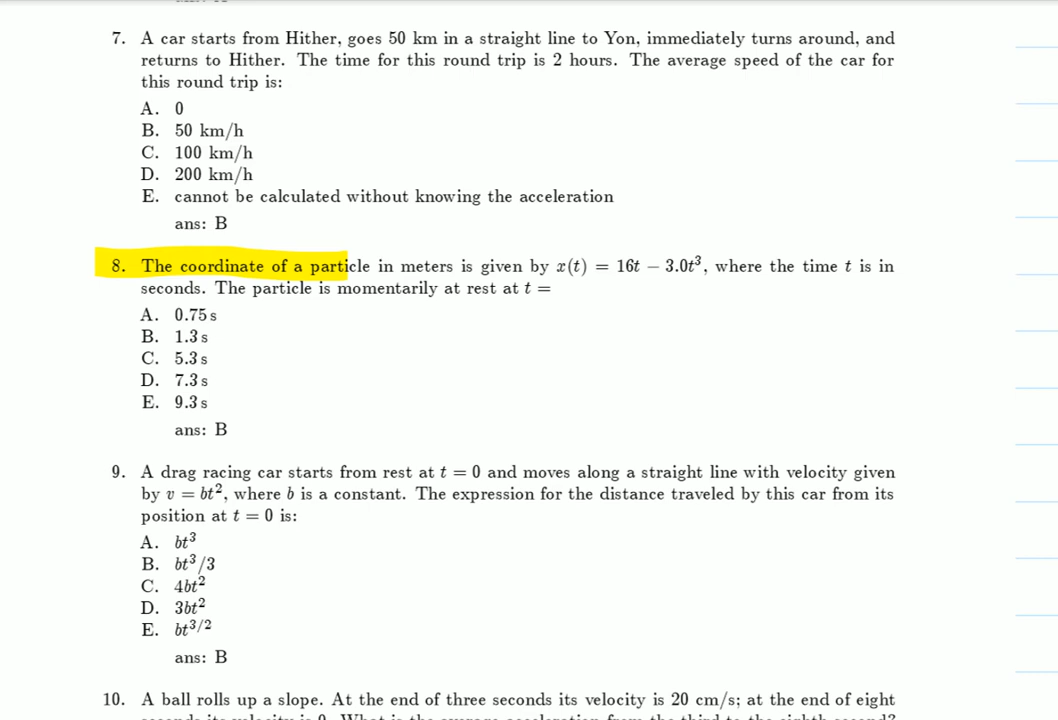 7. A car starts from Hither, goes 50 km in a straight line to Yon, immediately turns around, and
returns to Hither. The time for this round trip is 2 hours. The average speed of the car for
this round trip is:
A. 0
B. 50 km/h
C. 100 km/h
D. 200 km/h
E. cannot be calculated without knowing the acceleration
ans: B
8. The coordinate of a particle in meters is given by x(t) = 16t − 3.0t³, where the time t is in
seconds. The particle is momentarily at rest at t =
A. 0.75 s
B. 1.3 s
C. 5.3 s
D. 7.3 s
E. 9.3 s
ans: B
9. A drag racing car starts from rest at t = 0 and moves along a straight line with velocity given
by v = bt², where b is a constant. The expression for the distance traveled by this car from its
position at t = 0 is:
A. bt³
B. bt³/3
C. 4bt²
D. 3bt²
E. bt³/²
ans: B
10. A ball rolls up a slope. At the end of three seconds its velocity is 20 cm/s; at the end of eight